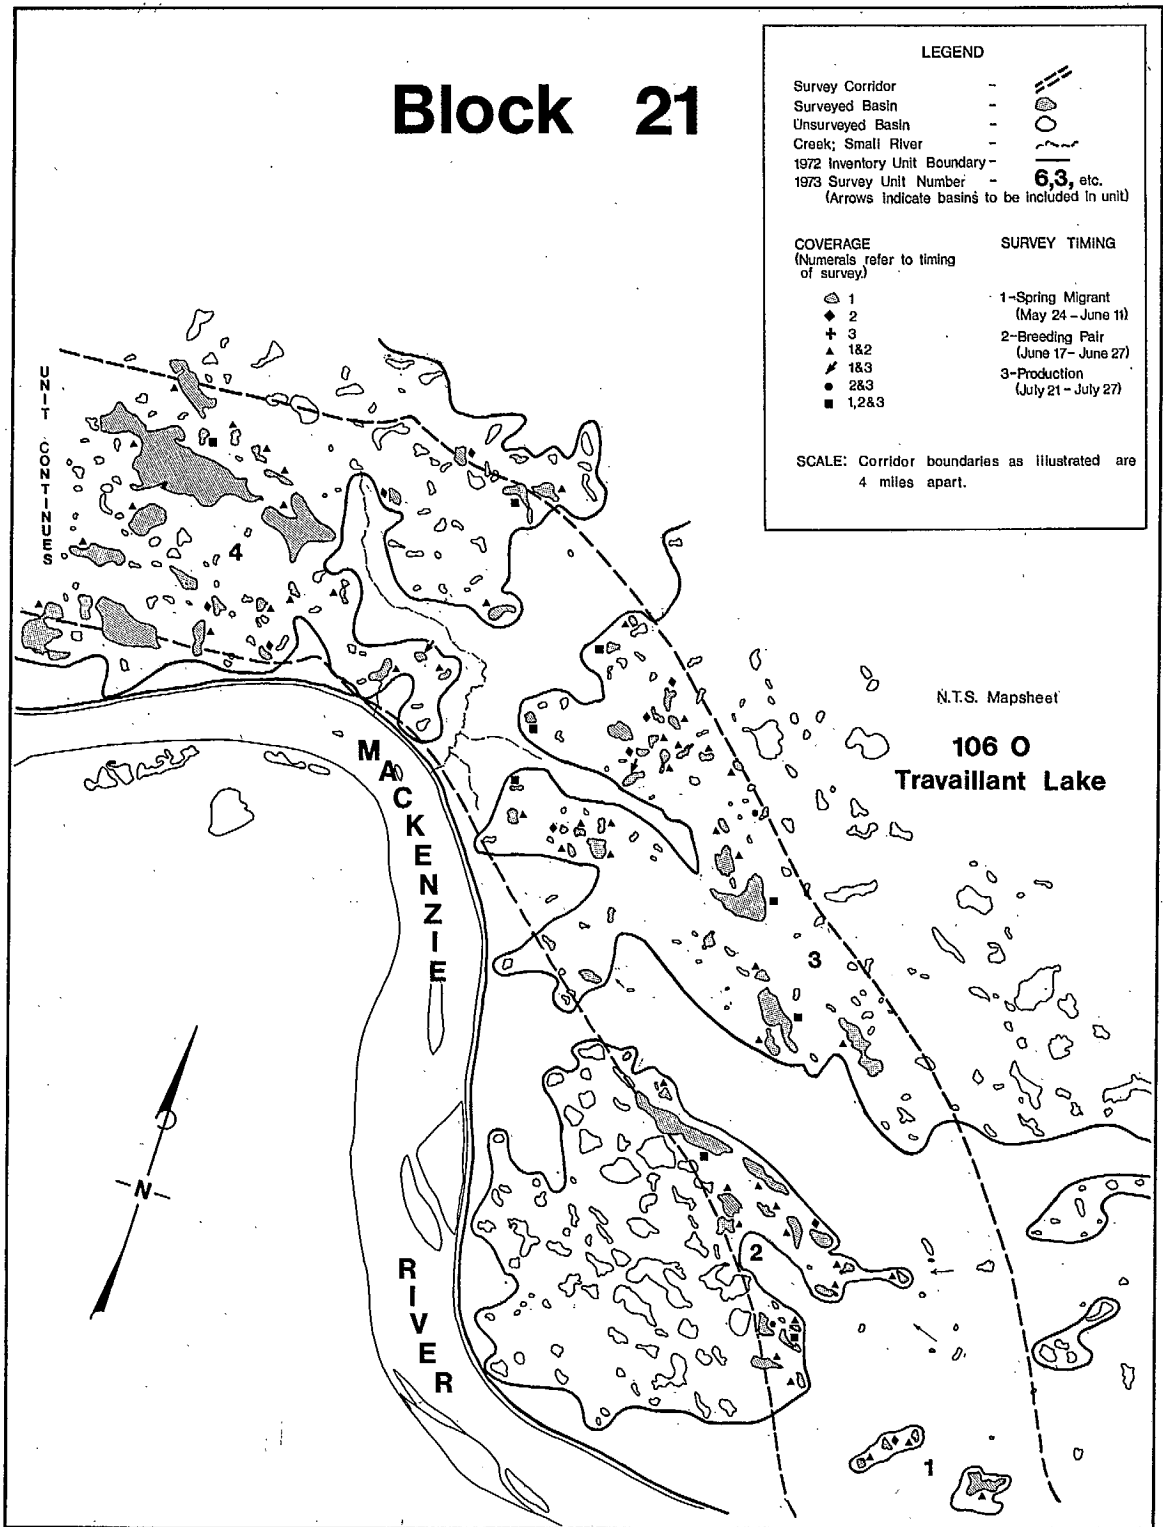 Block 21
LEGEND
Survey Corridor -
Surveyed Basin -
Unsurveyed Basin -
Creek; Small River -
1972 Inventory Unit Boundary -
1973 Survey Unit Number - 6,3, etc.
(Arrows indicate basins to be included in unit)
COVERAGE
(Numerals refer to timing
of survey.)
1
2
3
1&2
1&3
2&3
1,2&3
SURVEY TIMING
1-Spring Migrant
(May 24 - June 11)
2-Breeding Pair
(June 17 - June 27)
3-Production
(July 21 - July 27)
SCALE: Corridor boundaries as illustrated are
4 miles apart.
UNIT CONTINUES
4
N.T.S. Mapsheet
106 O
Travaillant Lake
MACKENZIE
3
N
2
RIVER
1